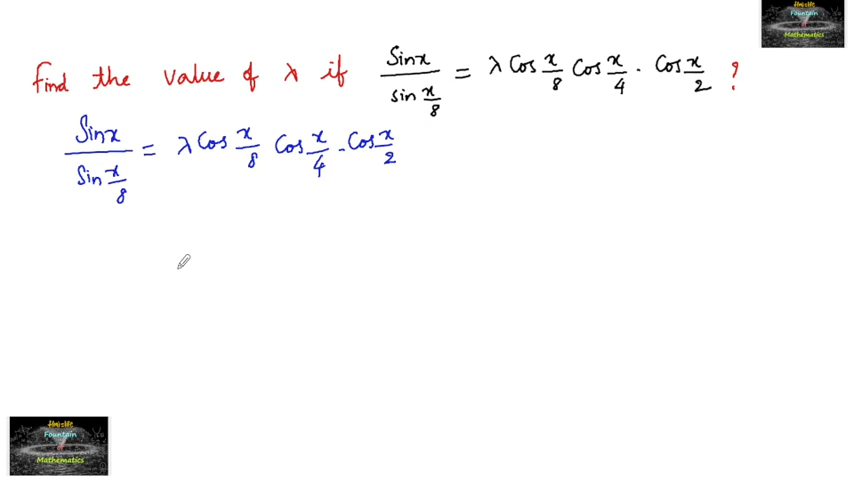 Fountain
Mathematics
find the value of λ if Sinx/sin x/8 = λ Cos x/8 Cos x/4 · Cos x/2 ?
Sinx/Sin x/8 = λ Cos x/8 Cos x/4 · Cos x/2
Fountain
Mathematics